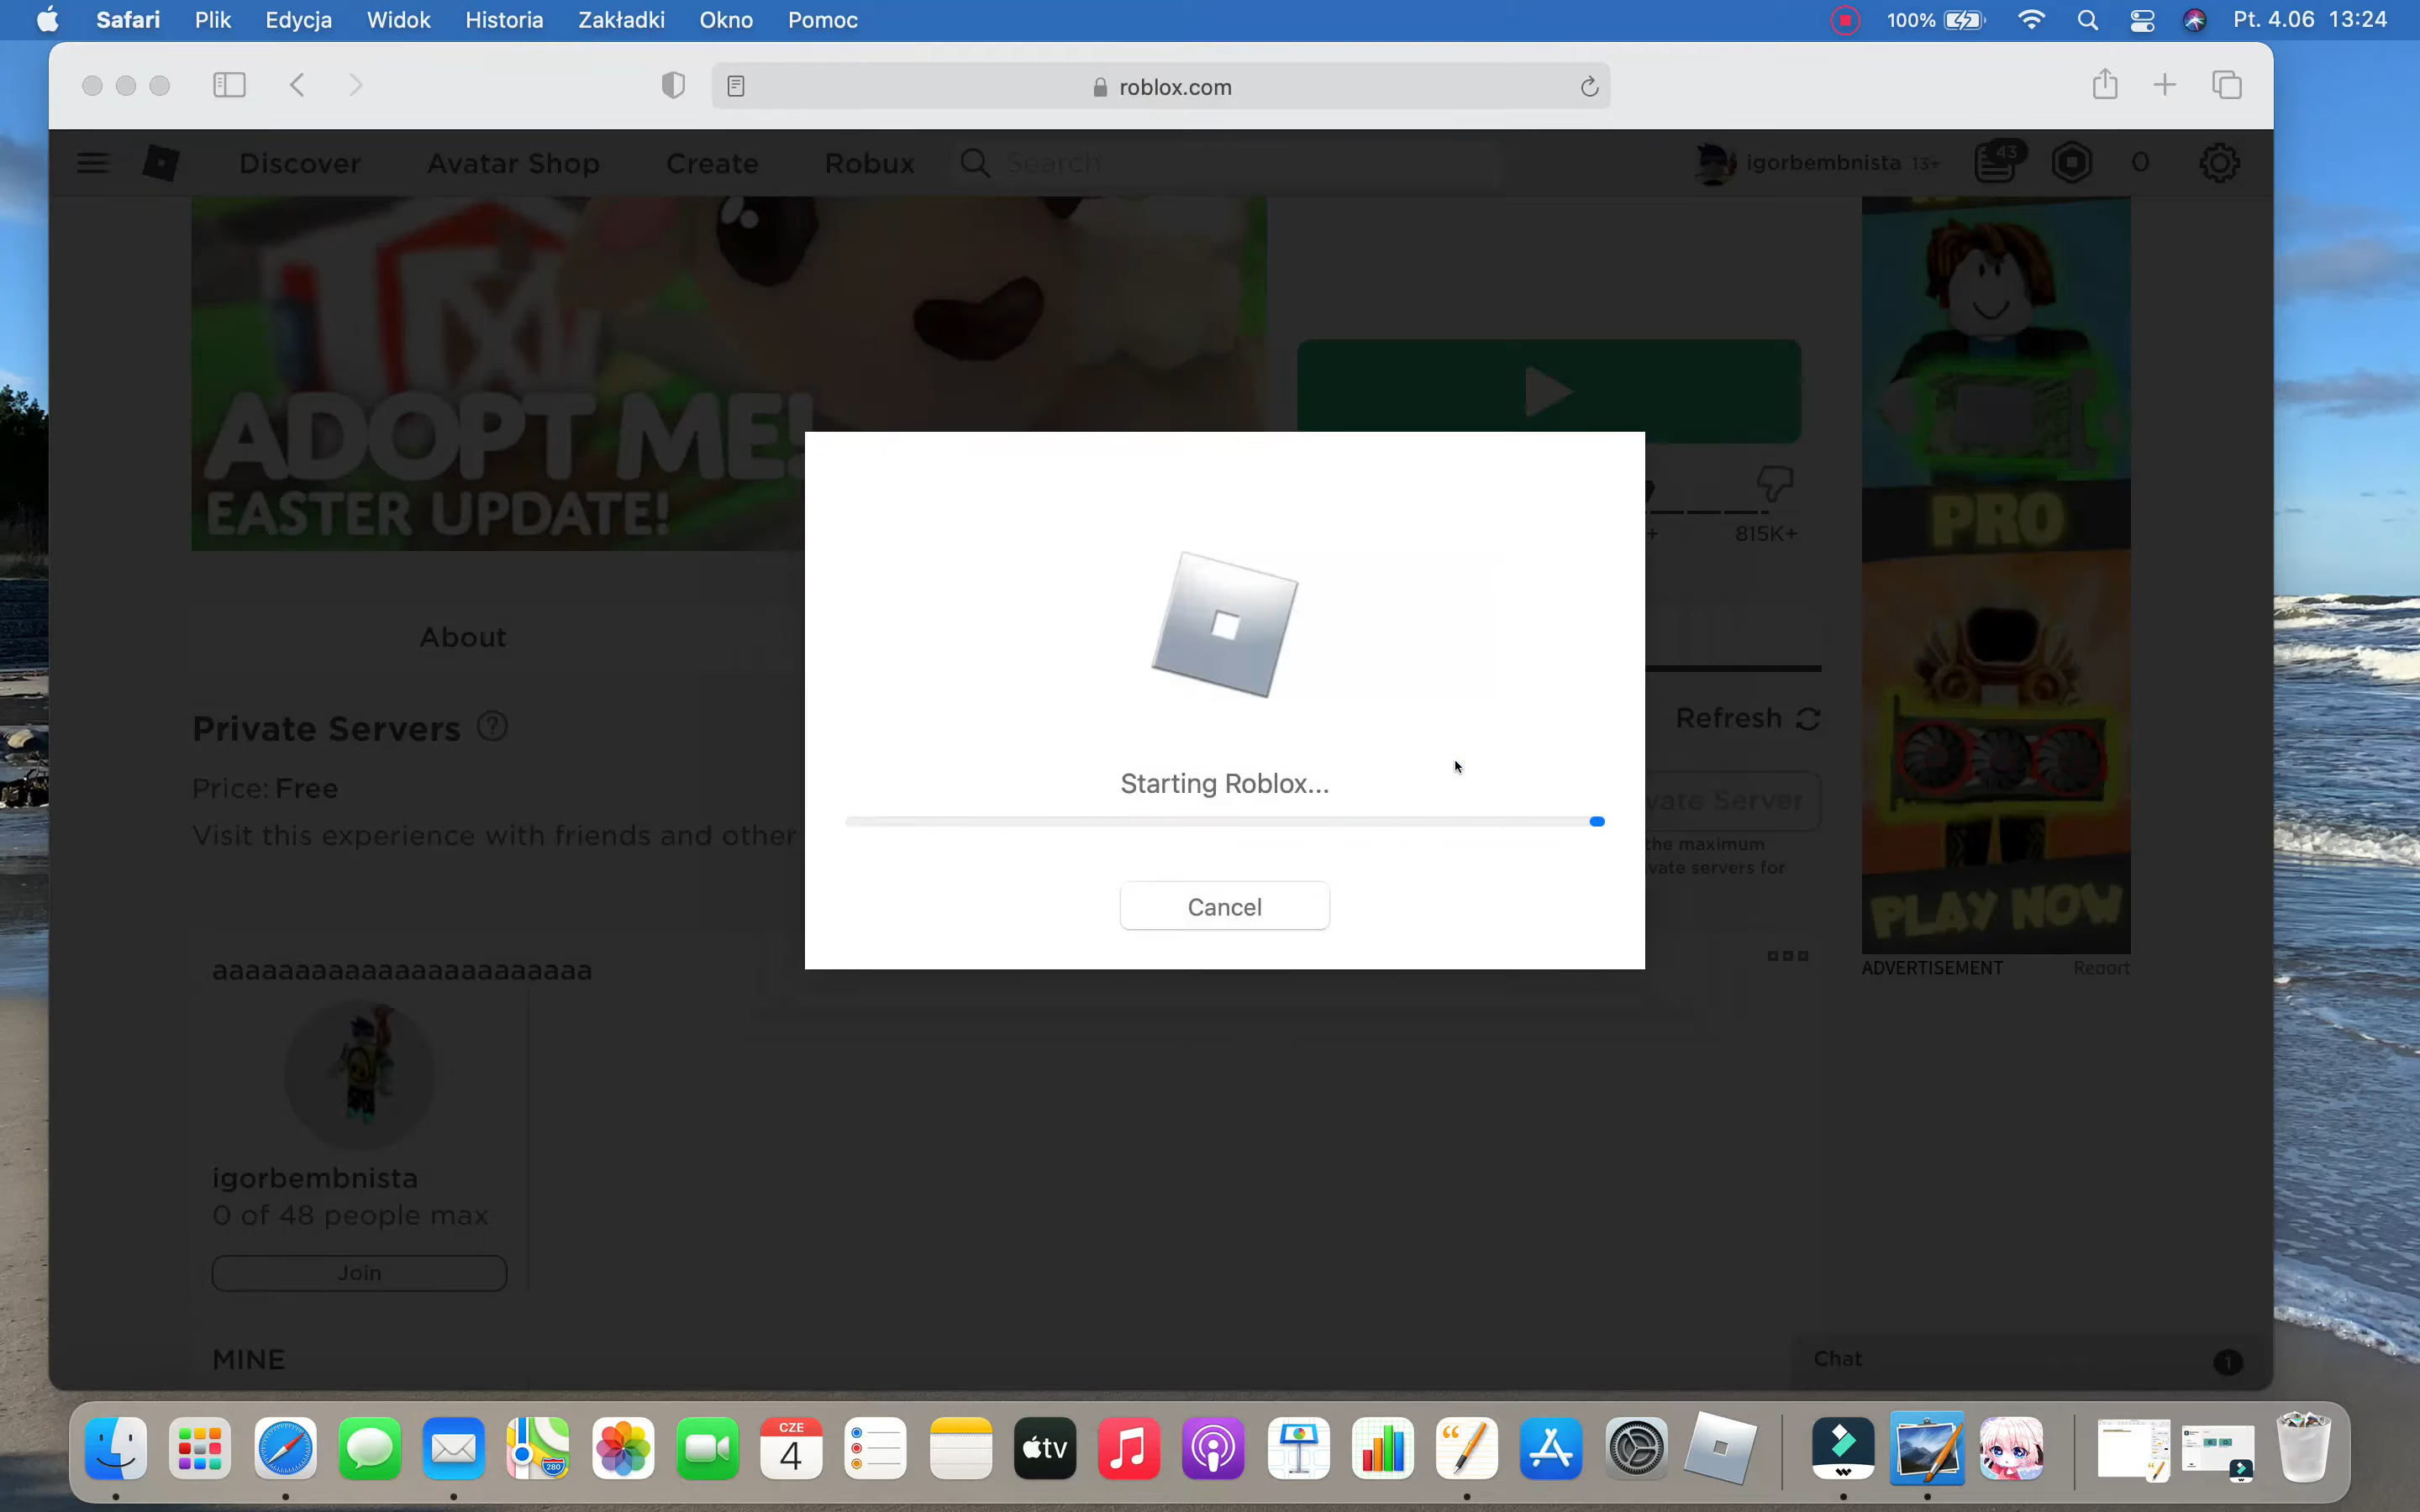 Safari Plik Edycja Widok Historia Zakładki Okno Pomoc 100% Pt. 4.06 13:24
roblox.com
Discover Avatar Shop Create Robux Search igorbembnista 13+ 43 0
ADOPT ME!
EASTER UPDATE!
815K+
PRO
About
Private Servers ?
Refresh
Price: Free
Visit this experience with friends and other
vate Server
the maximum
vate servers for
Starting Roblox...
Cancel
PLAY NOW
ADVERTISEMENT Report
aaaaaaaaaaaaaaaaaaaaaaa
igorbembnista
0 of 48 people max
Join
MINE
Chat 1
CZE
4
280
tv